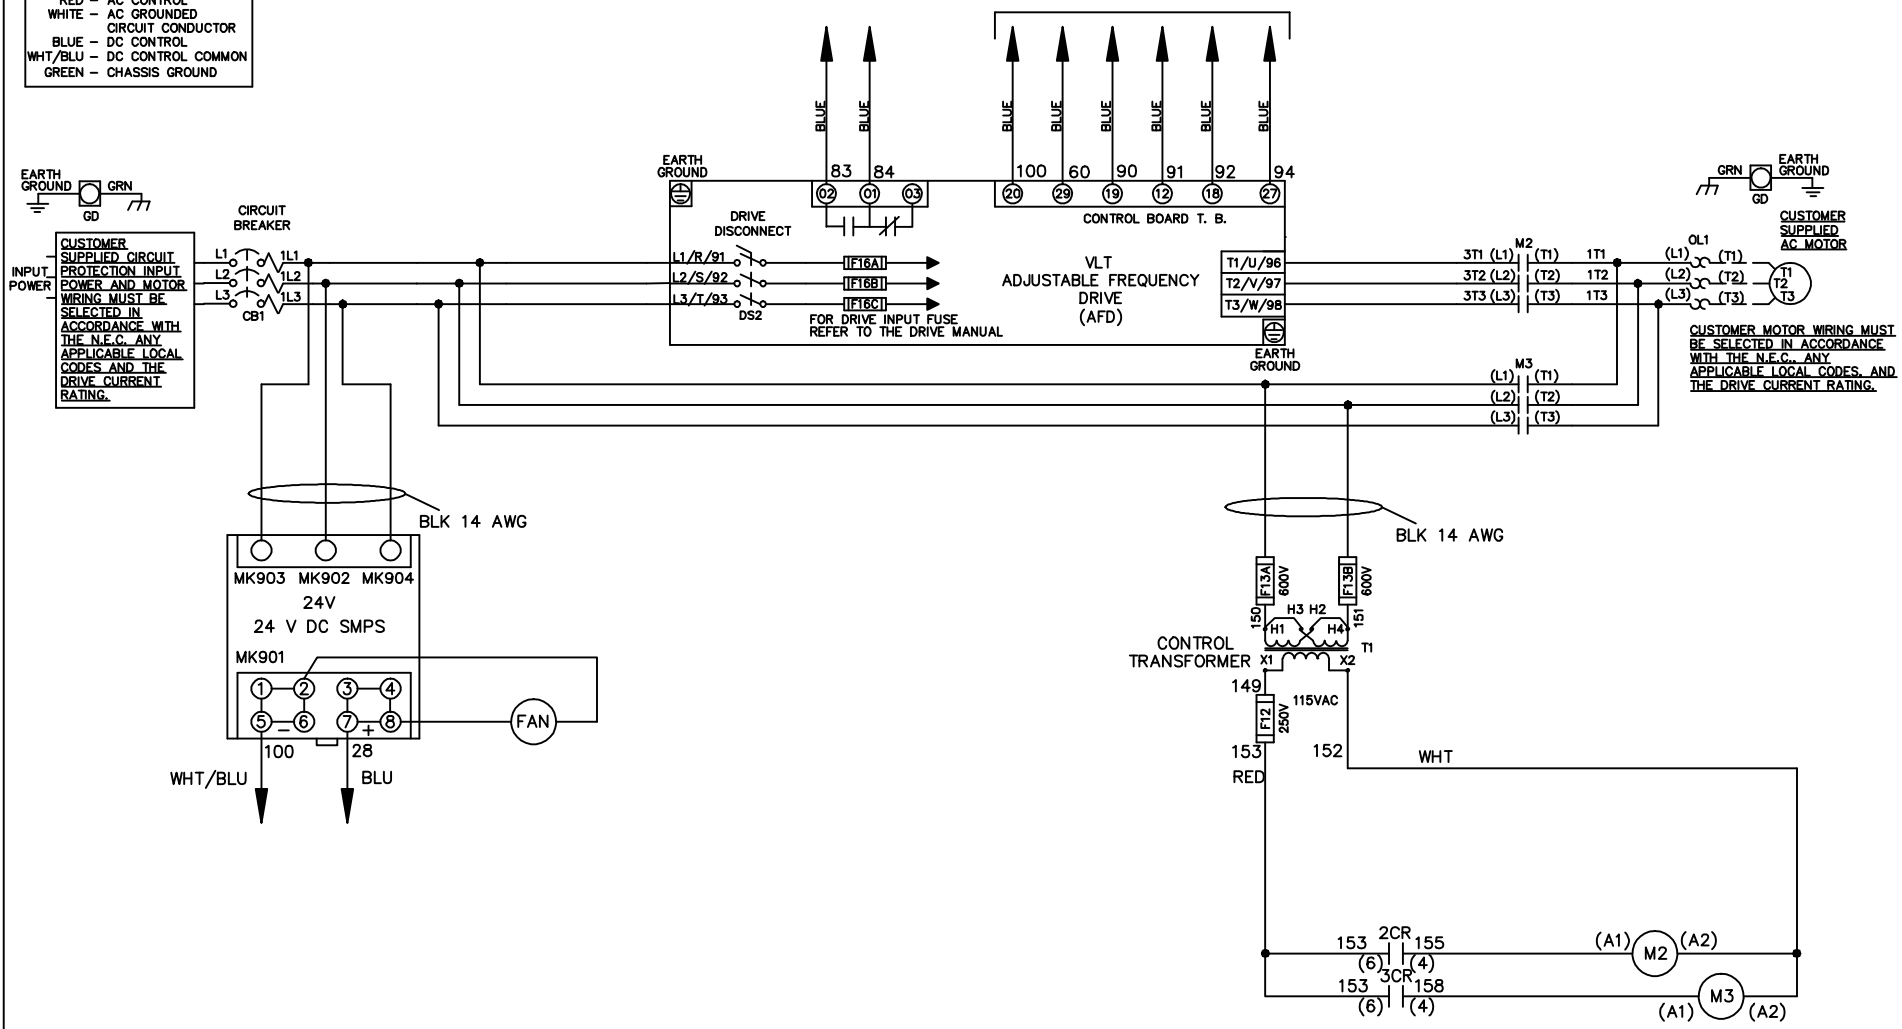 RED - AC CONTROL
WHITE - AC GROUNDED
CIRCUIT CONDUCTOR
BLUE - DC CONTROL
WHT/BLU - DC CONTROL COMMON
GREEN - CHASSIS GROUND
BLUE
BLUE
BLUE
BLUE
BLUE
BLUE
BLUE
BLUE
EARTH
GROUND
GRN
GD
CIRCUIT
BREAKER
EARTH
GROUND
83
84
02
01
03
100
60
90
91
92
94
20
29
19
12
18
27
CONTROL BOARD T. B.
GRN
EARTH
GROUND
GD
CUSTOMER
SUPPLIED
AC MOTOR
INPUT
POWER
CUSTOMER
SUPPLIED CIRCUIT
PROTECTION INPUT
POWER AND MOTOR
WIRING MUST BE
SELECTED IN
ACCORDANCE WITH
THE N.E.C. ANY
APPLICABLE LOCAL
CODES AND THE
DRIVE CURRENT
RATING.
L1
1L1
L2
1L2
L3
1L3
CB1
DRIVE
DISCONNECT
L1/R/91
L2/S/92
L3/T/93
DS2
F16A
F16B
F16C
FOR DRIVE INPUT FUSE
REFER TO THE DRIVE MANUAL
VLT
ADJUSTABLE FREQUENCY
DRIVE
(AFD)
T1/U/96
T2/V/97
T3/W/98
EARTH
GROUND
M2
3T1 (L1) (T1) 1T1
3T2 (L2) (T2) 1T2
3T3 (L3) (T3) 1T3
OL1
(L1) (T1)
(L2) (T2)
(L3) (T3)
T1
T2
T3
CUSTOMER MOTOR WIRING MUST
BE SELECTED IN ACCORDANCE
WITH THE N.E.C., ANY
APPLICABLE LOCAL CODES, AND
THE DRIVE CURRENT RATING.
M3
(L1) (T1)
(L2) (T2)
(L3) (T3)
BLK 14 AWG
BLK 14 AWG
MK903 MK902 MK904
24V
24 V DC SMPS
MK901
1 2 3 4
5 6 7 8
- +
FAN
100
28
WHT/BLU
BLU
F13A
600V
F13B
600V
150
151
H3 H2
H1
H4
CONTROL
TRANSFORMER
T1
X1
X2
149
115VAC
F12
250V
153
152
RED
WHT
2CR
153 155
(6) (4)
(A1) M2 (A2)
3CR
153 158
(6) (4)
(A1) M3 (A2)